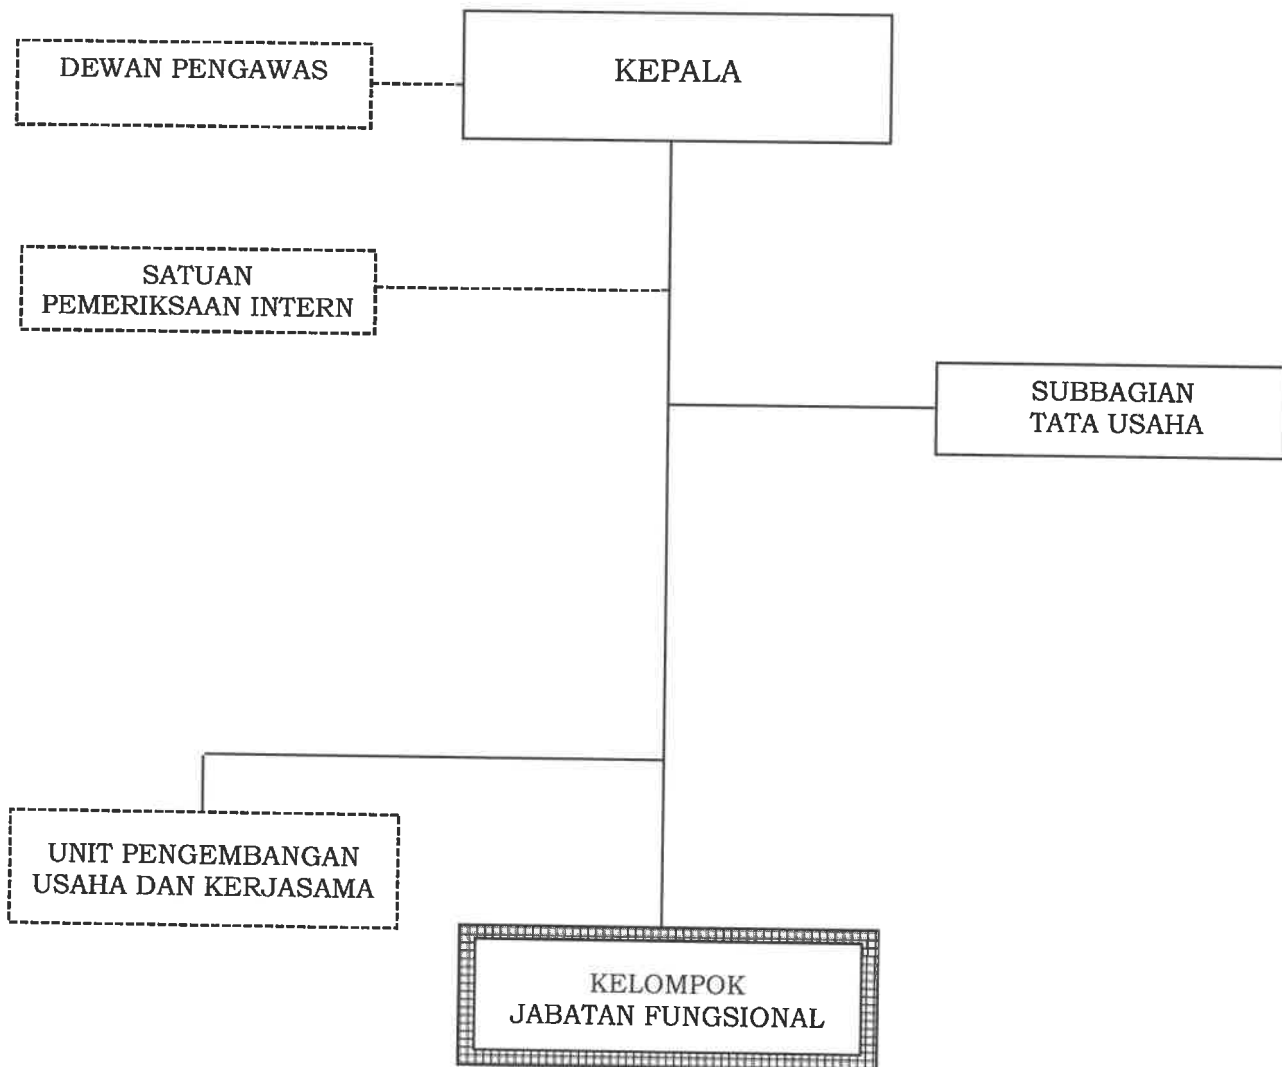 DEWAN PENGAWAS
KEPALA
SATUAN
PEMERIKSAAN INTERN
SUBBAGIAN
TATA USAHA
UNIT PENGEMBANGAN
USAHA DAN KERJASAMA
KELOMPOK
JABATAN FUNGSIONAL